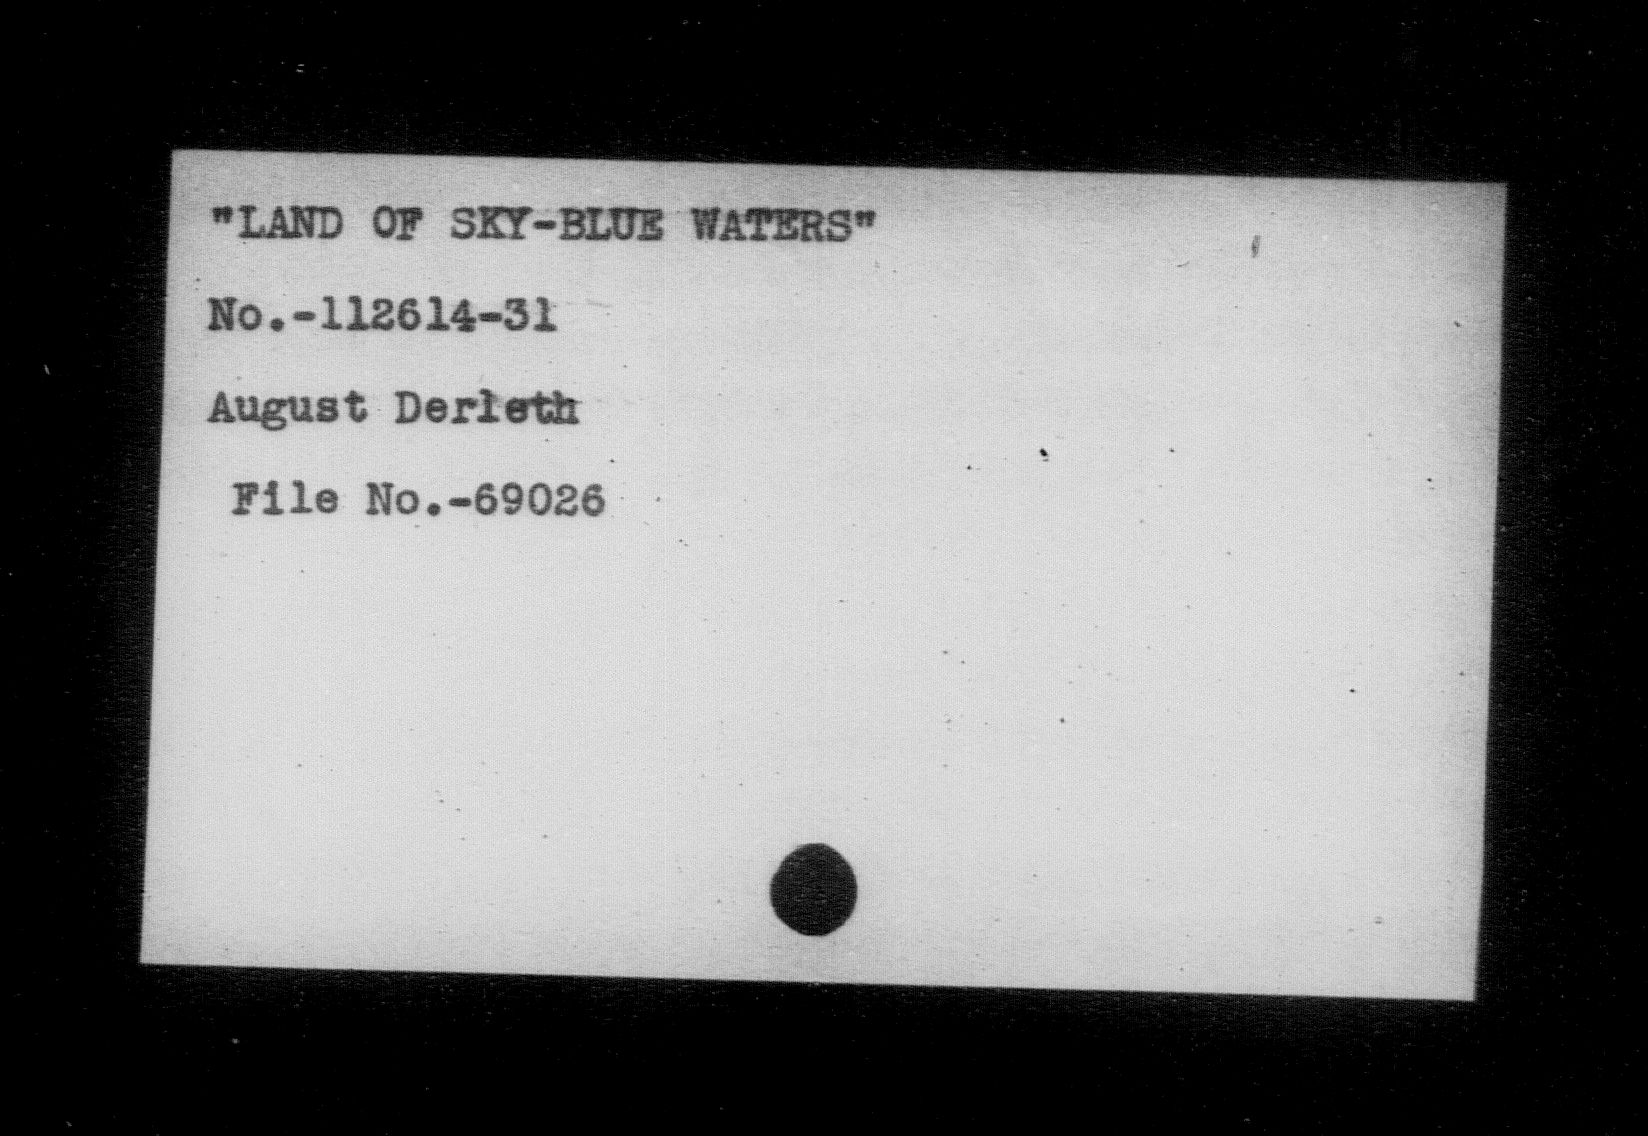 "LAND OF SKY-BLUE WATERS"
No.-112614-31
August Derleth
File No.-69026